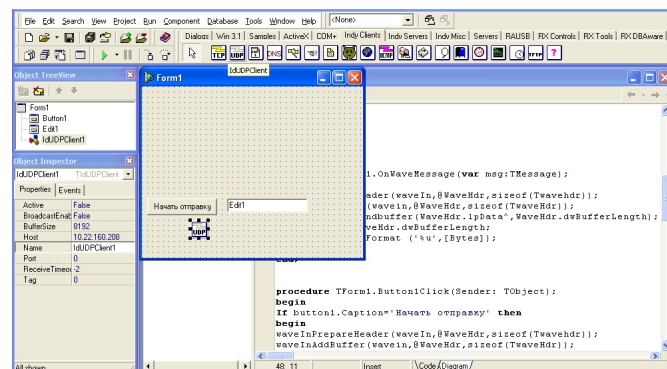 File Edit Search View Project Run Component Database Tools Window Help <None>
Dialogs Win 3.1 Samples ActiveX COM+ Indy Clients Indy Servers Indy Misc Servers RAUSB RX Controls RX Tools RX DBAware
TCP UDP DNS
IdUDPClient
Object TreeView
Form1
Button1
Edit1
IdUDPClient1
Form1
Начать отправку Edit1
UDP
Object Inspector
IdUDPClient1 TIdUDPClient
Properties Events
Active False
BroadcastEnab False
BufferSize 8192
Host 10.22.160.208
Name IdUDPClient1
Port 0
ReceiveTimeou -2
Tag 0
All shown
1.OnWaveMessage(var msg:TMessage);
ader(waveIn,@WaveHdr,sizeof(Twavehdr));
(wavein,@WaveHdr,sizeof(Twavehdr));
ndbuffer(WaveHdr.lpData^,WaveHdr.dwBufferLength);
veHdr.dwBufferLength;
Format ('%u',[Bytes]);
end;
procedure TForm1.Button1Click(Sender: TObject);
begin
If button1.Caption='Начать отправку' then
begin
waveInPrepareHeader(waveIn,@WaveHdr,sizeof(Twavehdr));
waveInAddBuffer(wavein,@WaveHdr,sizeof(Twavehdr));
48: 11 Insert Code Diagram